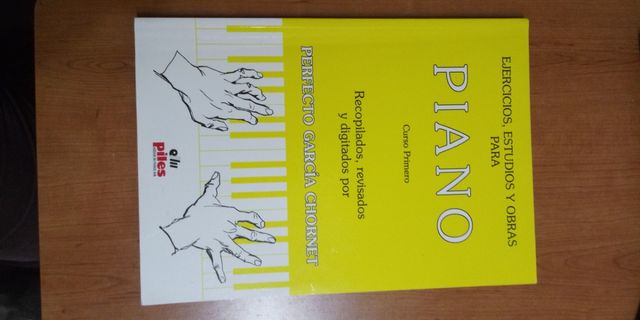 EJERCICIOS, ESTUDIOS Y OBRAS
PARA
PIANO
Curso Primero
Recopilados, revisados
y digitados por
PERFECTO GARCÍA CHORNET
piles